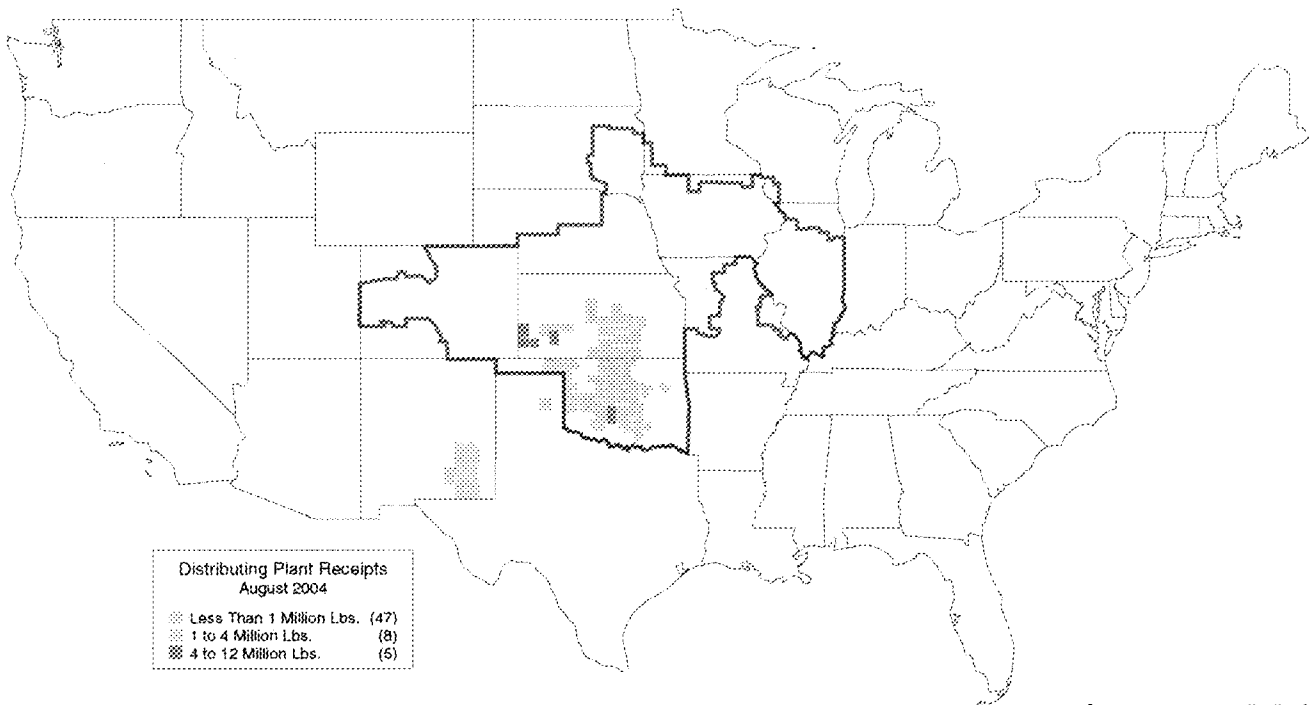 Distributing Plant Receipts
August 2004
Less Than 1 Million Lbs. (47)
1 to 4 Million Lbs. (8)
4 to 12 Million Lbs. (5)